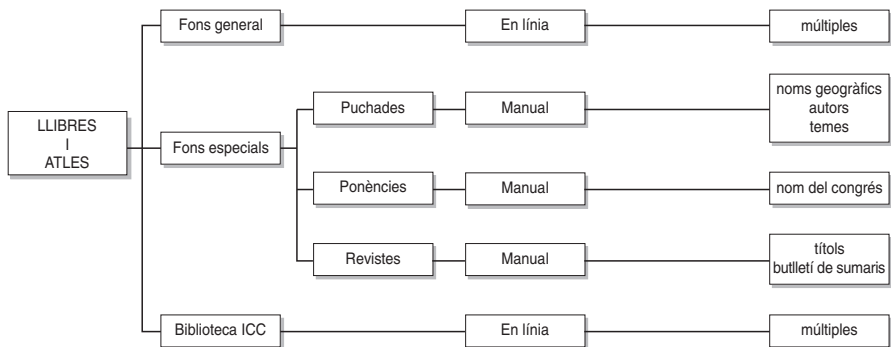 Fons general
En línia
múltiples
LLIBRES
I
ATLES
Fons especials
Puchades
Manual
noms geogràfics
autors
temes
Ponències
Manual
nom del congrés
Revistes
Manual
títols
butlletí de sumaris
Biblioteca ICC
En línia
múltiples